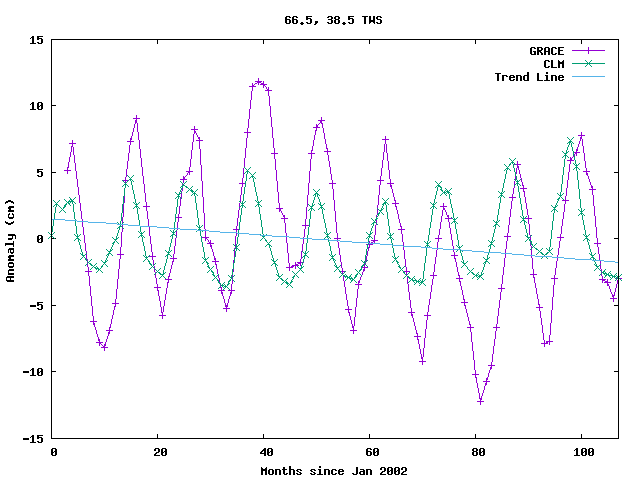 66.5, 38.5 TWS
GRACE
CLM
Trend Line
15
10
5
0
-5
-10
-15
Anomaly (cm)
0 20 40 60 80 100
Months since Jan 2002